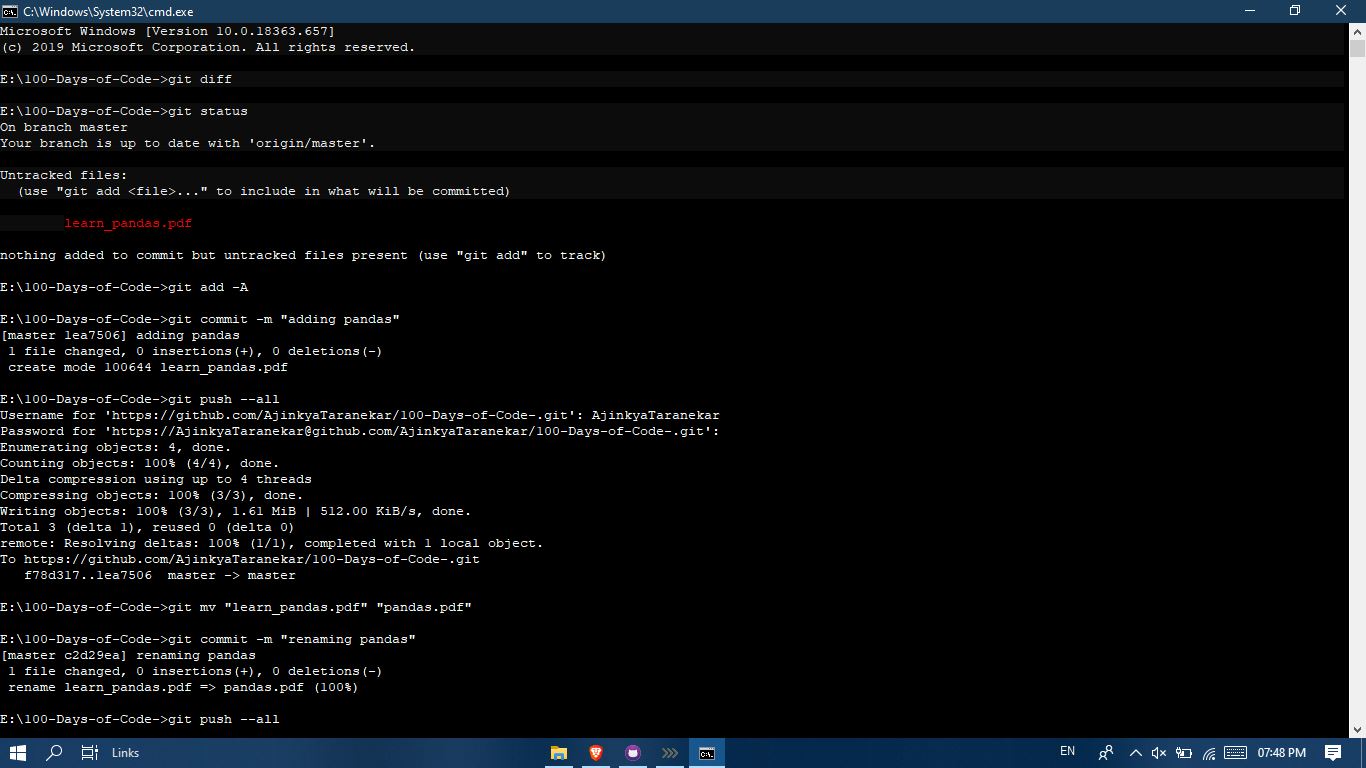 C:\Windows\System32\cmd.exe
Microsoft Windows [Version 10.0.18363.657]
(c) 2019 Microsoft Corporation. All rights reserved.
E:\100-Days-of-Code->git diff
E:\100-Days-of-Code->git status
On branch master
Your branch is up to date with 'origin/master'.
Untracked files:
  (use "git add <file>..." to include in what will be committed)
        learn_pandas.pdf
nothing added to commit but untracked files present (use "git add" to track)
E:\100-Days-of-Code->git add -A
E:\100-Days-of-Code->git commit -m "adding pandas"
[master 1ea7506] adding pandas
 1 file changed, 0 insertions(+), 0 deletions(-)
 create mode 100644 learn_pandas.pdf
E:\100-Days-of-Code->git push --all
Username for 'https://github.com/AjinkyaTaranekar/100-Days-of-Code-.git': AjinkyaTaranekar
Password for 'https://AjinkyaTaranekar@github.com/AjinkyaTaranekar/100-Days-of-Code-.git':
Enumerating objects: 4, done.
Counting objects: 100% (4/4), done.
Delta compression using up to 4 threads
Compressing objects: 100% (3/3), done.
Writing objects: 100% (3/3), 1.61 MiB | 512.00 KiB/s, done.
Total 3 (delta 1), reused 0 (delta 0)
remote: Resolving deltas: 100% (1/1), completed with 1 local object.
To https://github.com/AjinkyaTaranekar/100-Days-of-Code-.git
   f78d317..1ea7506  master -> master
E:\100-Days-of-Code->git mv "learn_pandas.pdf" "pandas.pdf"
E:\100-Days-of-Code->git commit -m "renaming pandas"
[master c2d29ea] renaming pandas
 1 file changed, 0 insertions(+), 0 deletions(-)
 rename learn_pandas.pdf => pandas.pdf (100%)
E:\100-Days-of-Code->git push --all
Links
EN
07:48 PM